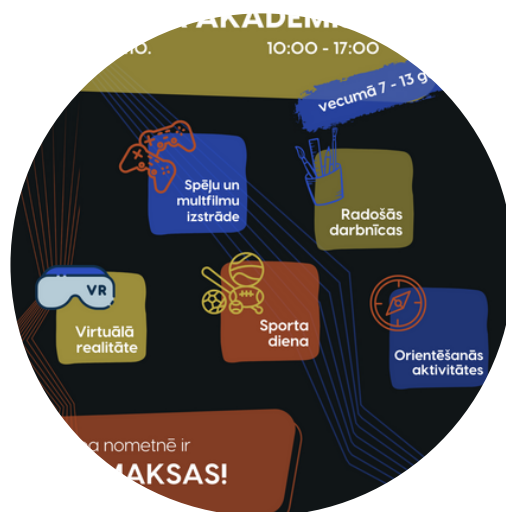 AKADEM
10:00 - 17:00
vecumā 7 - 13 g
Spēļu un
multfilmu
izstrāde
Radošās
darbnīcas
VR
Virtuālā
realitāte
Sporta
diena
Orientēšanās
aktivitātes
nometnē ir
MAKSAS!